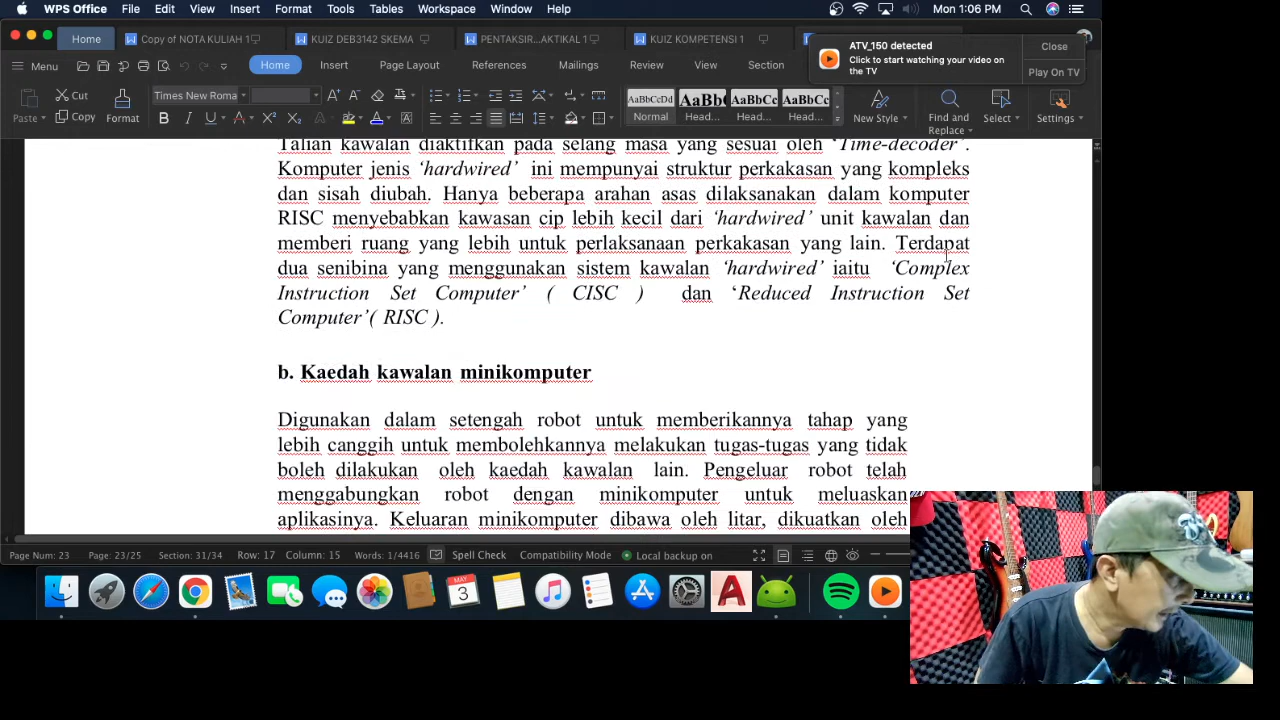 WPS Office File Edit View Insert Format Tools Tables Workspace Window Help Mon 1:06 PM
Home Copy of NOTA KULIAH 1 KUIZ DEB3142 SKEMA PENTAKSIR...AKTIKAL 1 KUIZ KOMPETENSI 1
ATV_150 detected
Click to start watching your video on
the TV
Close
Play On TV
Menu Home Insert Page Layout References Mailings Review View Section
Paste Cut Copy Format Times New Roma
B I U A X² X₂ A A
AaBbCcDd AaBb AaBbCc AaBbCc
Normal Head... Head... Head...
New Style Find and Replace Select Settings
Talian kawalan diaktifkan pada selang masa yang sesuai oleh ‘Time-decoder’.
Komputer jenis ‘hardwired’ ini mempunyai struktur perkakasan yang kompleks
dan sisah diubah. Hanya beberapa arahan asas dilaksanakan dalam komputer
RISC menyebabkan kawasan cip lebih kecil dari ‘hardwired’ unit kawalan dan
memberi ruang yang lebih untuk perlaksanaan perkakasan yang lain. Terdapat
dua senibina yang menggunakan sistem kawalan ‘hardwired’ iaitu ‘Complex
Instruction Set Computer’ ( CISC ) dan ‘Reduced Instruction Set
Computer’( RISC ).
b. Kaedah kawalan minikomputer
Digunakan dalam setengah robot untuk memberikannya tahap yang
lebih canggih untuk membolehkannya melakukan tugas-tugas yang tidak
boleh dilakukan oleh kaedah kawalan lain. Pengeluar robot telah
menggabungkan robot dengan minikomputer untuk meluaskan
aplikasinya. Keluaran minikomputer dibawa oleh litar, dikuatkan oleh
Page Num: 23 Page: 23/25 Section: 31/34 Row: 17 Column: 15 Words: 1/4416 Spell Check Compatibility Mode Local backup on
MAY
3